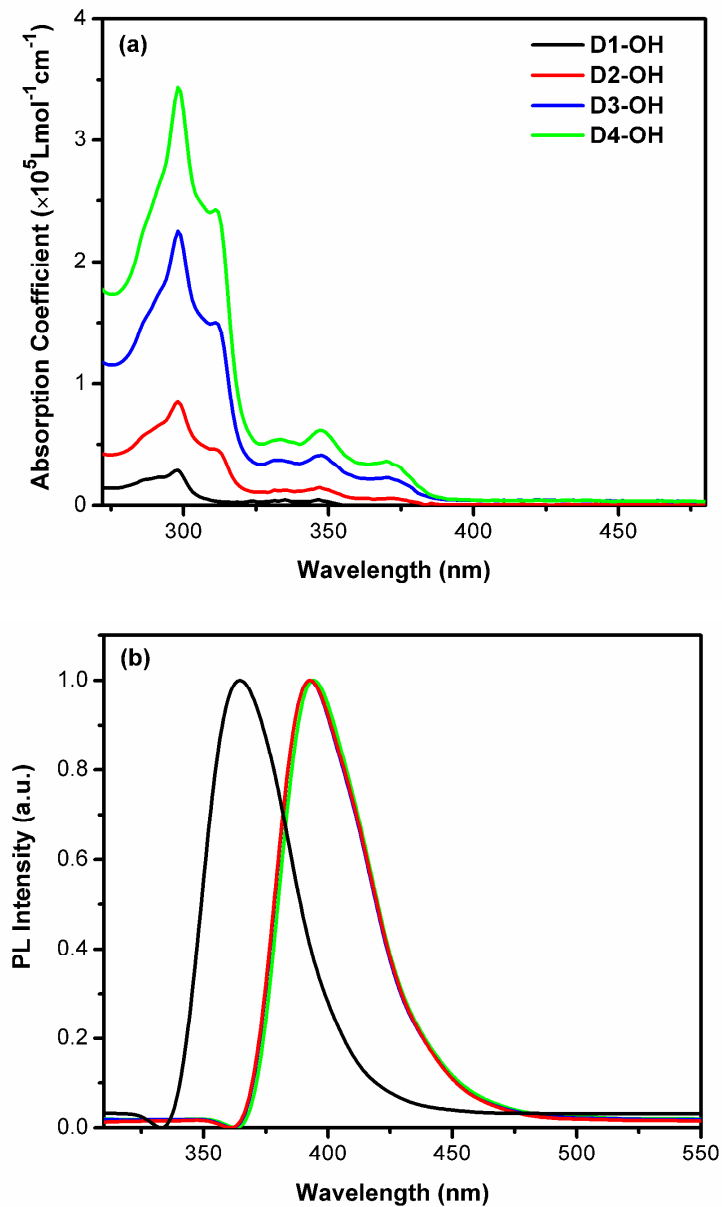 (a)
D1-OH
D2-OH
D3-OH
D4-OH
Absorption Coefficient (×10⁵Lmol⁻¹cm⁻¹)
4
3
2
1
0
300 350 400 450
Wavelength (nm)
(b)
PL Intensity (a.u.)
1.0
0.8
0.6
0.4
0.2
0.0
350 400 450 500 550
Wavelength (nm)